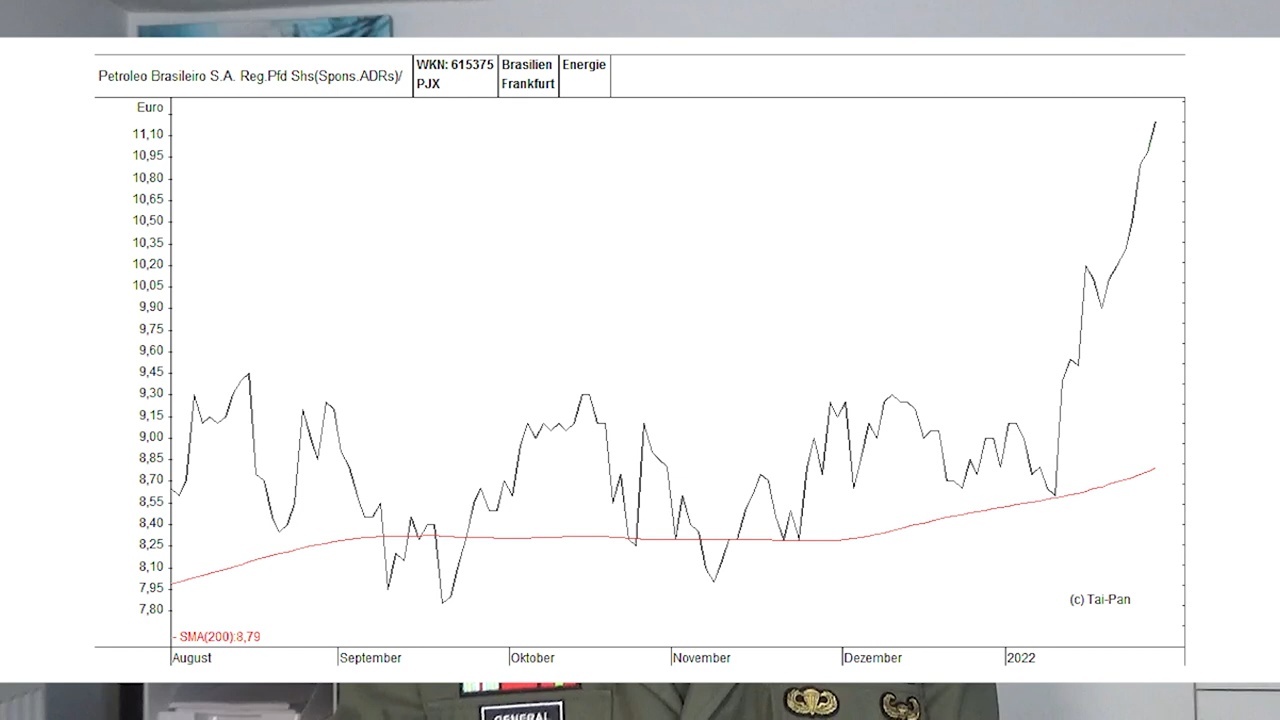 Petroleo Brasileiro S.A. Reg.Pfd Shs(Spons.ADRs)/
WKN: 615375
PJX
Brasilien
Frankfurt
Energie
Euro
11,10
10,95
10,80
10,65
10,50
10,35
10,20
10,05
9,90
9,75
9,60
9,45
9,30
9,15
9,00
8,85
8,70
8,55
8,40
8,25
8,10
7,95
7,80
(c) Tai-Pan
- SMA(200):8,79
August
September
Oktober
November
Dezember
2022
GENERAL